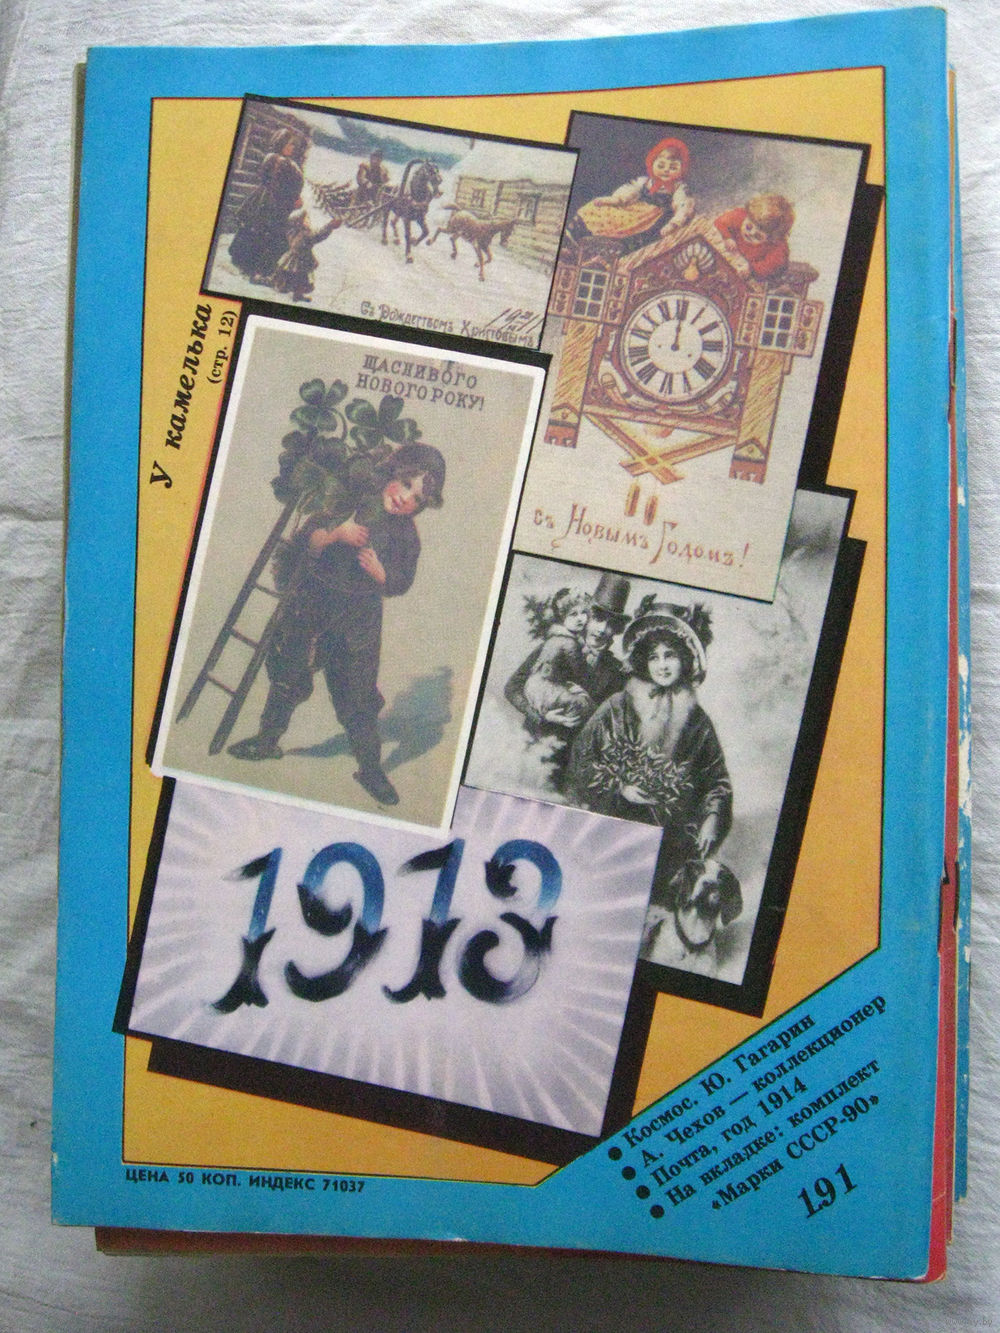 Съ Рождествомъ Христовымъ
У камелька
(стр. 12)
ЩАСЛИВОГО
НОВОГО РОКУ!
Съ Новымъ Годомъ!
1913
Космос. Ю. Гагарин
А. Чехов — коллекционер
Почта, год 1914
На вкладке: комплект
«Марки СССР-90»
191
ЦЕНА 50 КОП. ИНДЕКС 71037